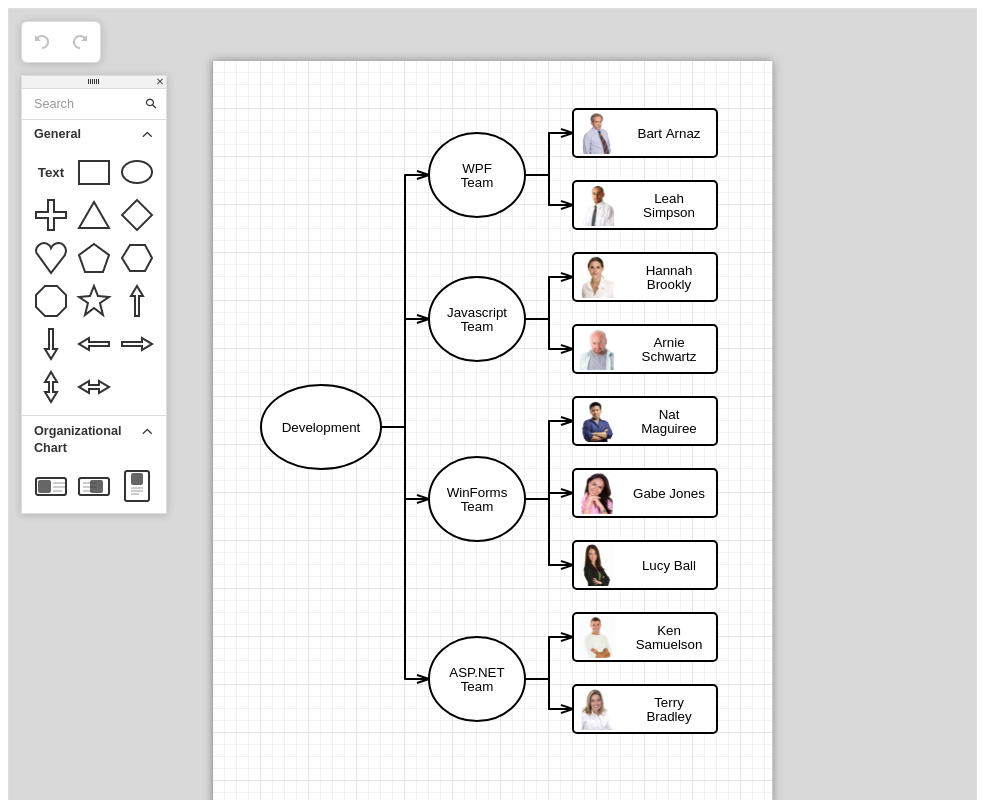 Search
General
Text
Organizational
Chart
Development
WPF
Team
Javascript
Team
WinForms
Team
ASP.NET
Team
Bart Arnaz
Leah
Simpson
Hannah
Brookly
Arnie
Schwartz
Nat
Maguiree
Gabe Jones
Lucy Ball
Ken
Samuelson
Terry
Bradley